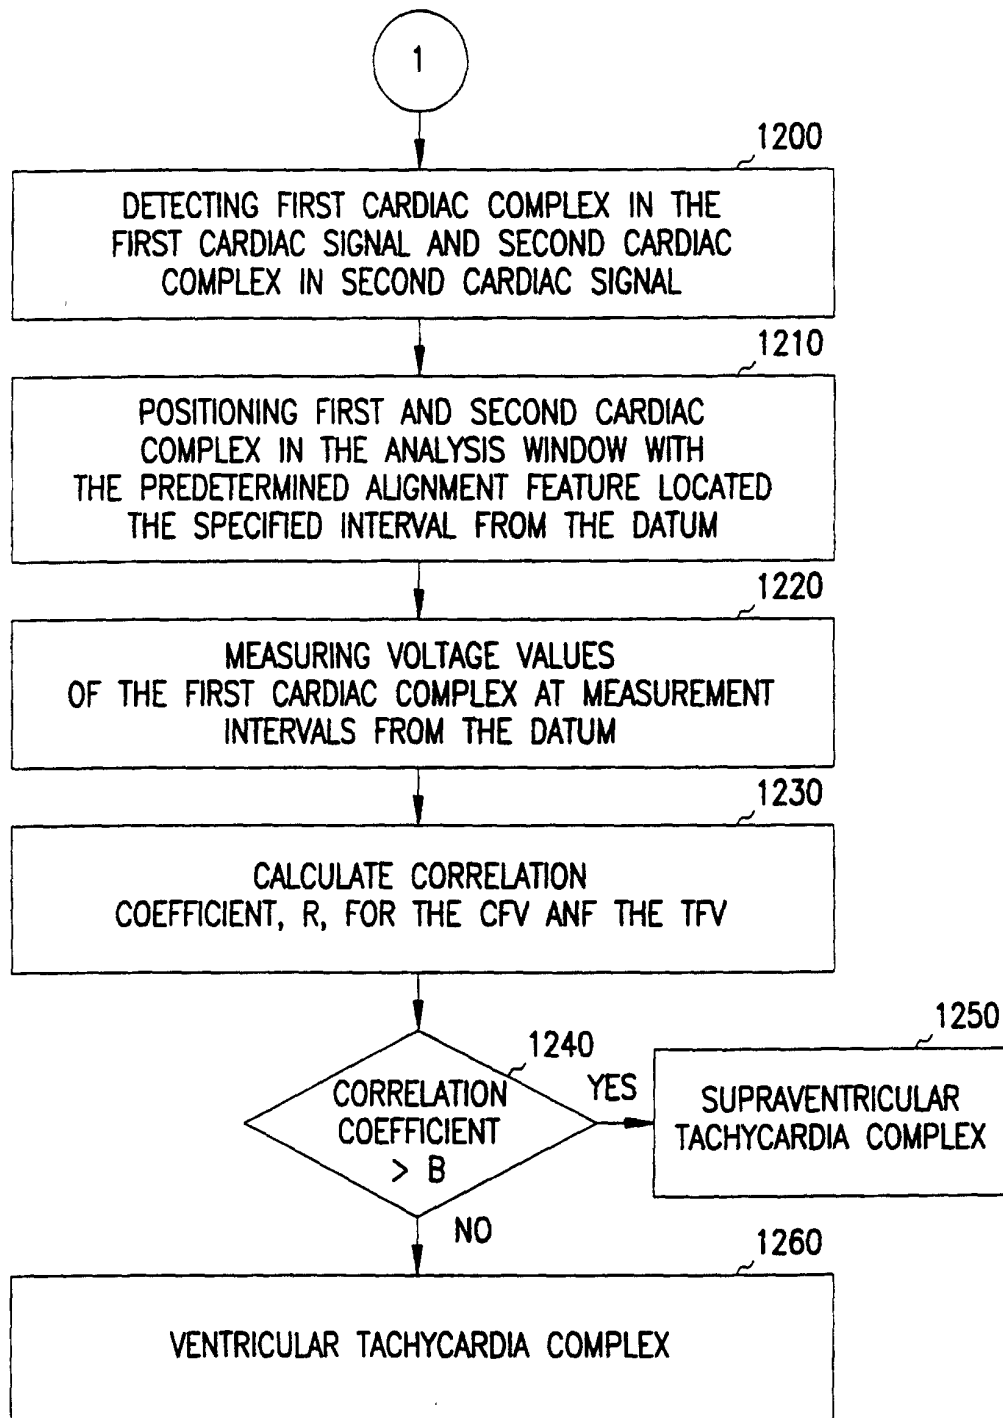 1
1200
DETECTING FIRST CARDIAC COMPLEX IN THE
FIRST CARDIAC SIGNAL AND SECOND CARDIAC
COMPLEX IN SECOND CARDIAC SIGNAL
1210
POSITIONING FIRST AND SECOND CARDIAC
COMPLEX IN THE ANALYSIS WINDOW WITH
THE PREDETERMINED ALIGNMENT FEATURE LOCATED
THE SPECIFIED INTERVAL FROM THE DATUM
1220
MEASURING VOLTAGE VALUES
OF THE FIRST CARDIAC COMPLEX AT MEASUREMENT
INTERVALS FROM THE DATUM
1230
CALCULATE CORRELATION
COEFFICIENT, R, FOR THE CFV ANF THE TFV
1240
CORRELATION
COEFFICIENT
> B
YES
1250
SUPRAVENTRICULAR
TACHYCARDIA COMPLEX
NO
1260
VENTRICULAR TACHYCARDIA COMPLEX